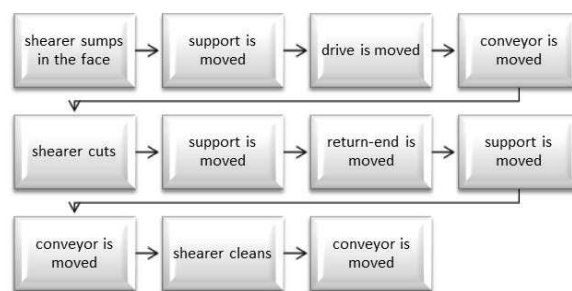 shearer sumps
in the face
support is
moved
drive is moved
conveyor is
moved
shearer cuts
support is
moved
return-end is
moved
support is
moved
conveyor is
moved
shearer cleans
conveyor is
moved